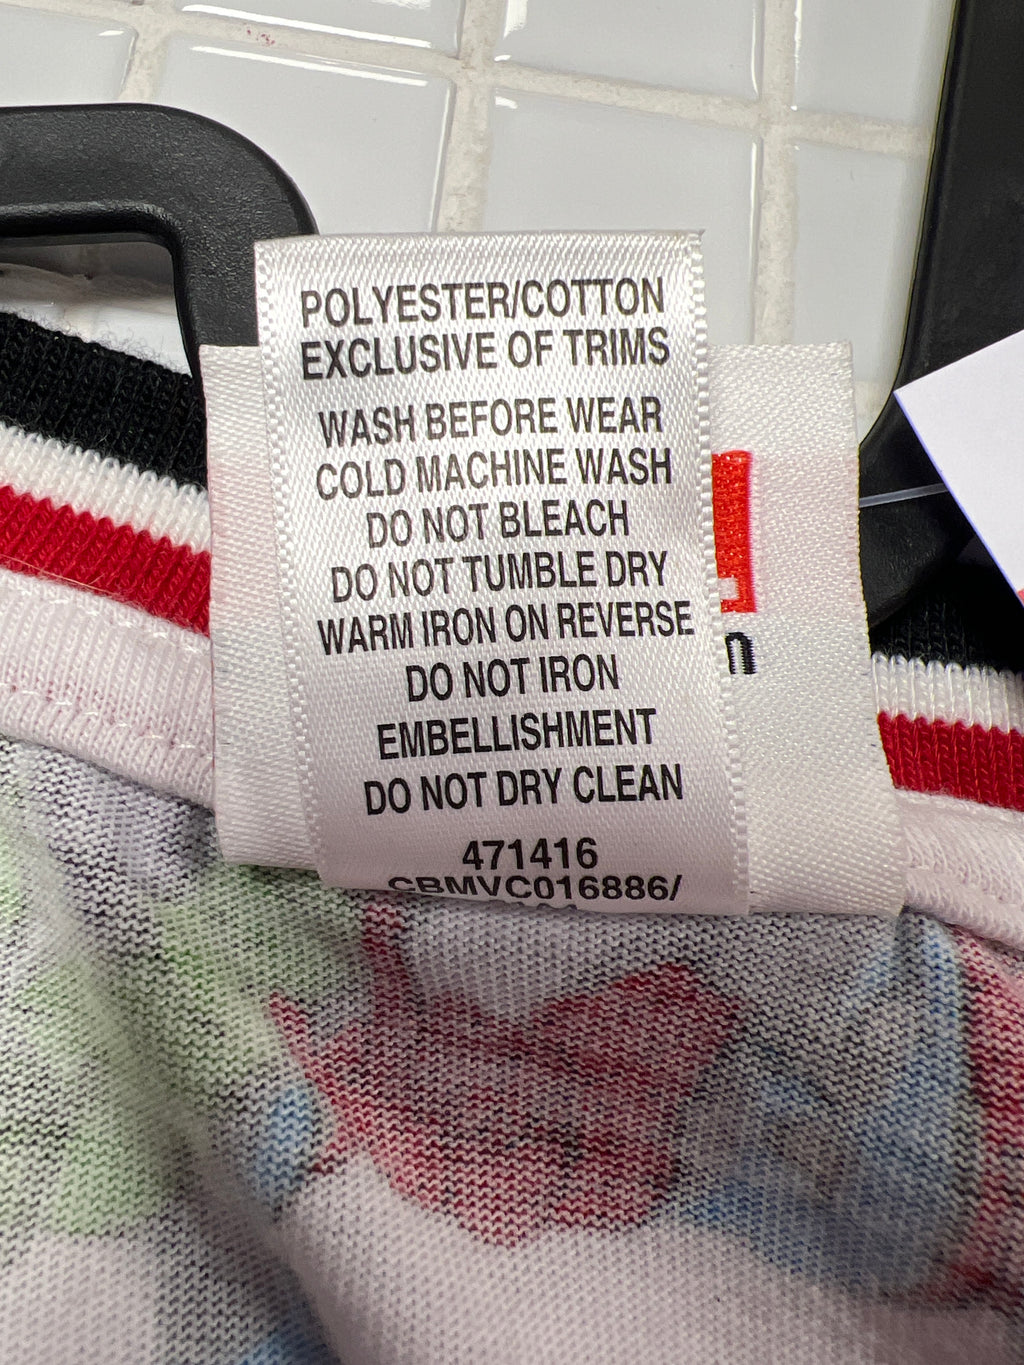 POLYESTER/COTTON
EXCLUSIVE OF TRIMS
WASH BEFORE WEAR
COLD MACHINE WASH
DO NOT BLEACH
DO NOT TUMBLE DRY
WARM IRON ON REVERSE
DO NOT IRON
EMBELLISHMENT
DO NOT DRY CLEAN
471416
CBMVC016886/